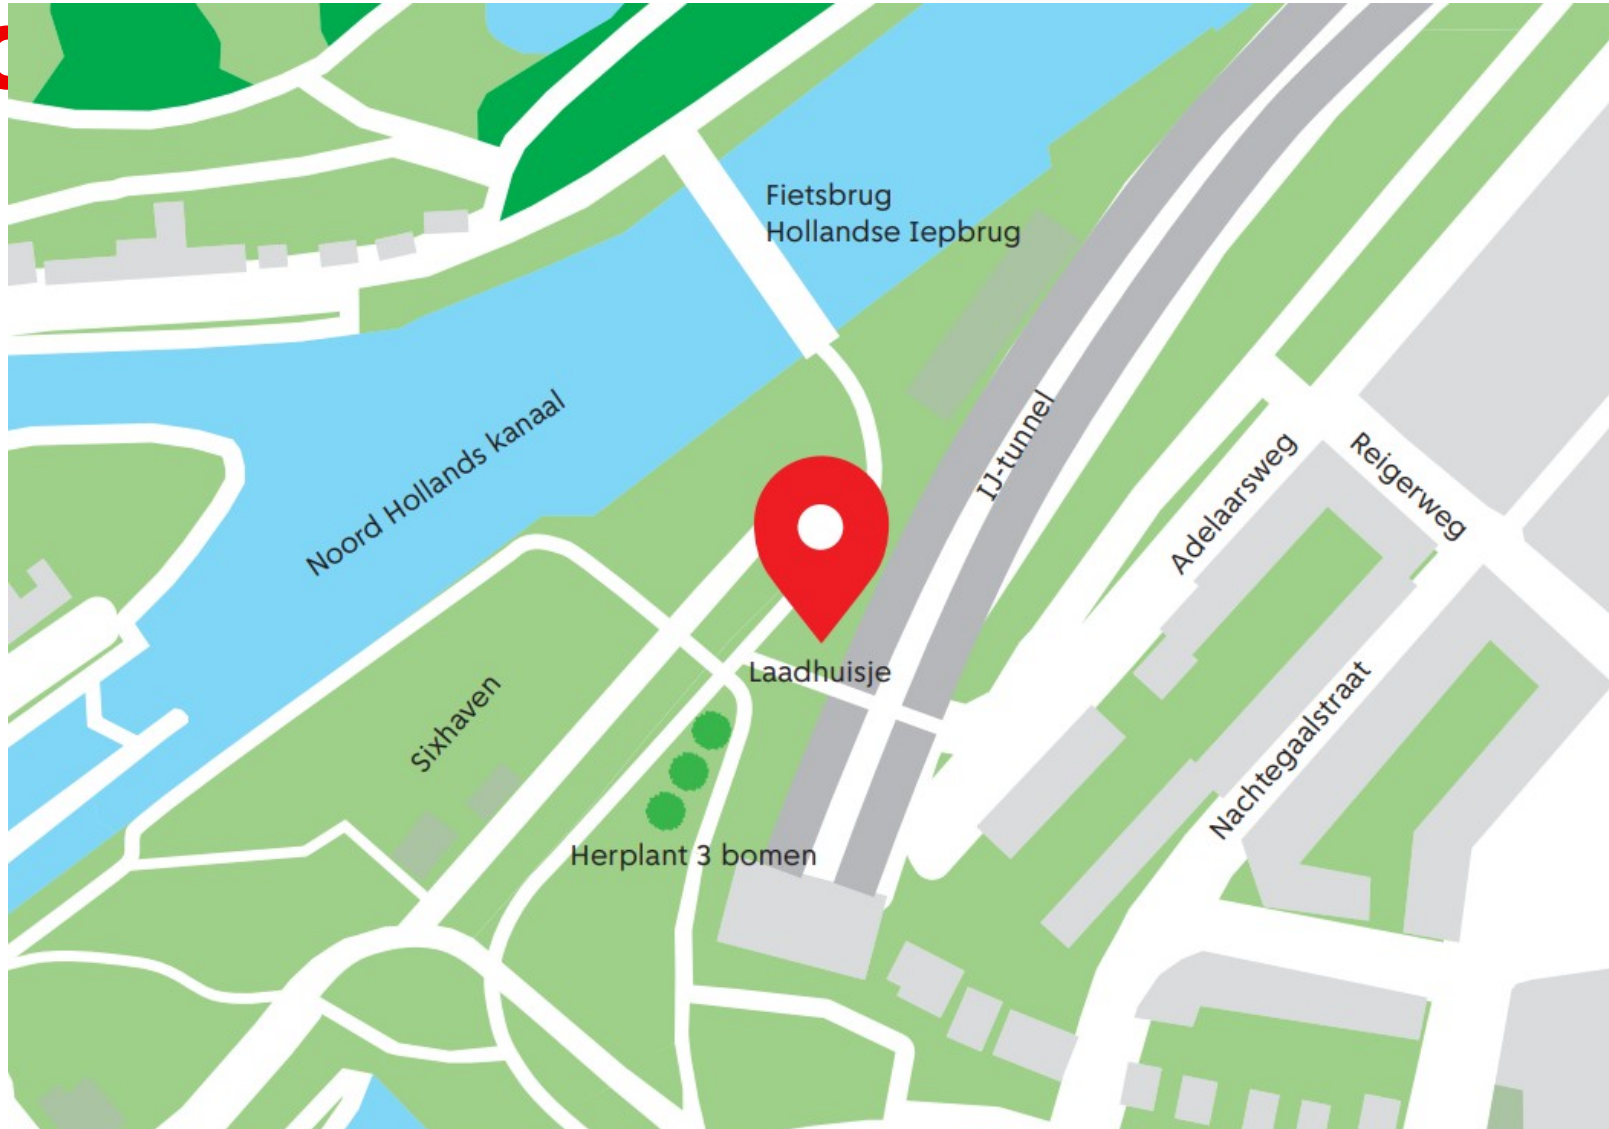 Fietsbrug
Hollandse Iepbrug
Noord Hollands kanaal
IJ-tunnel
Adelaarsweg
Reigerweg
Laadhuisje
Sixhaven
Nachtegaalstraat
Herplant 3 bomen